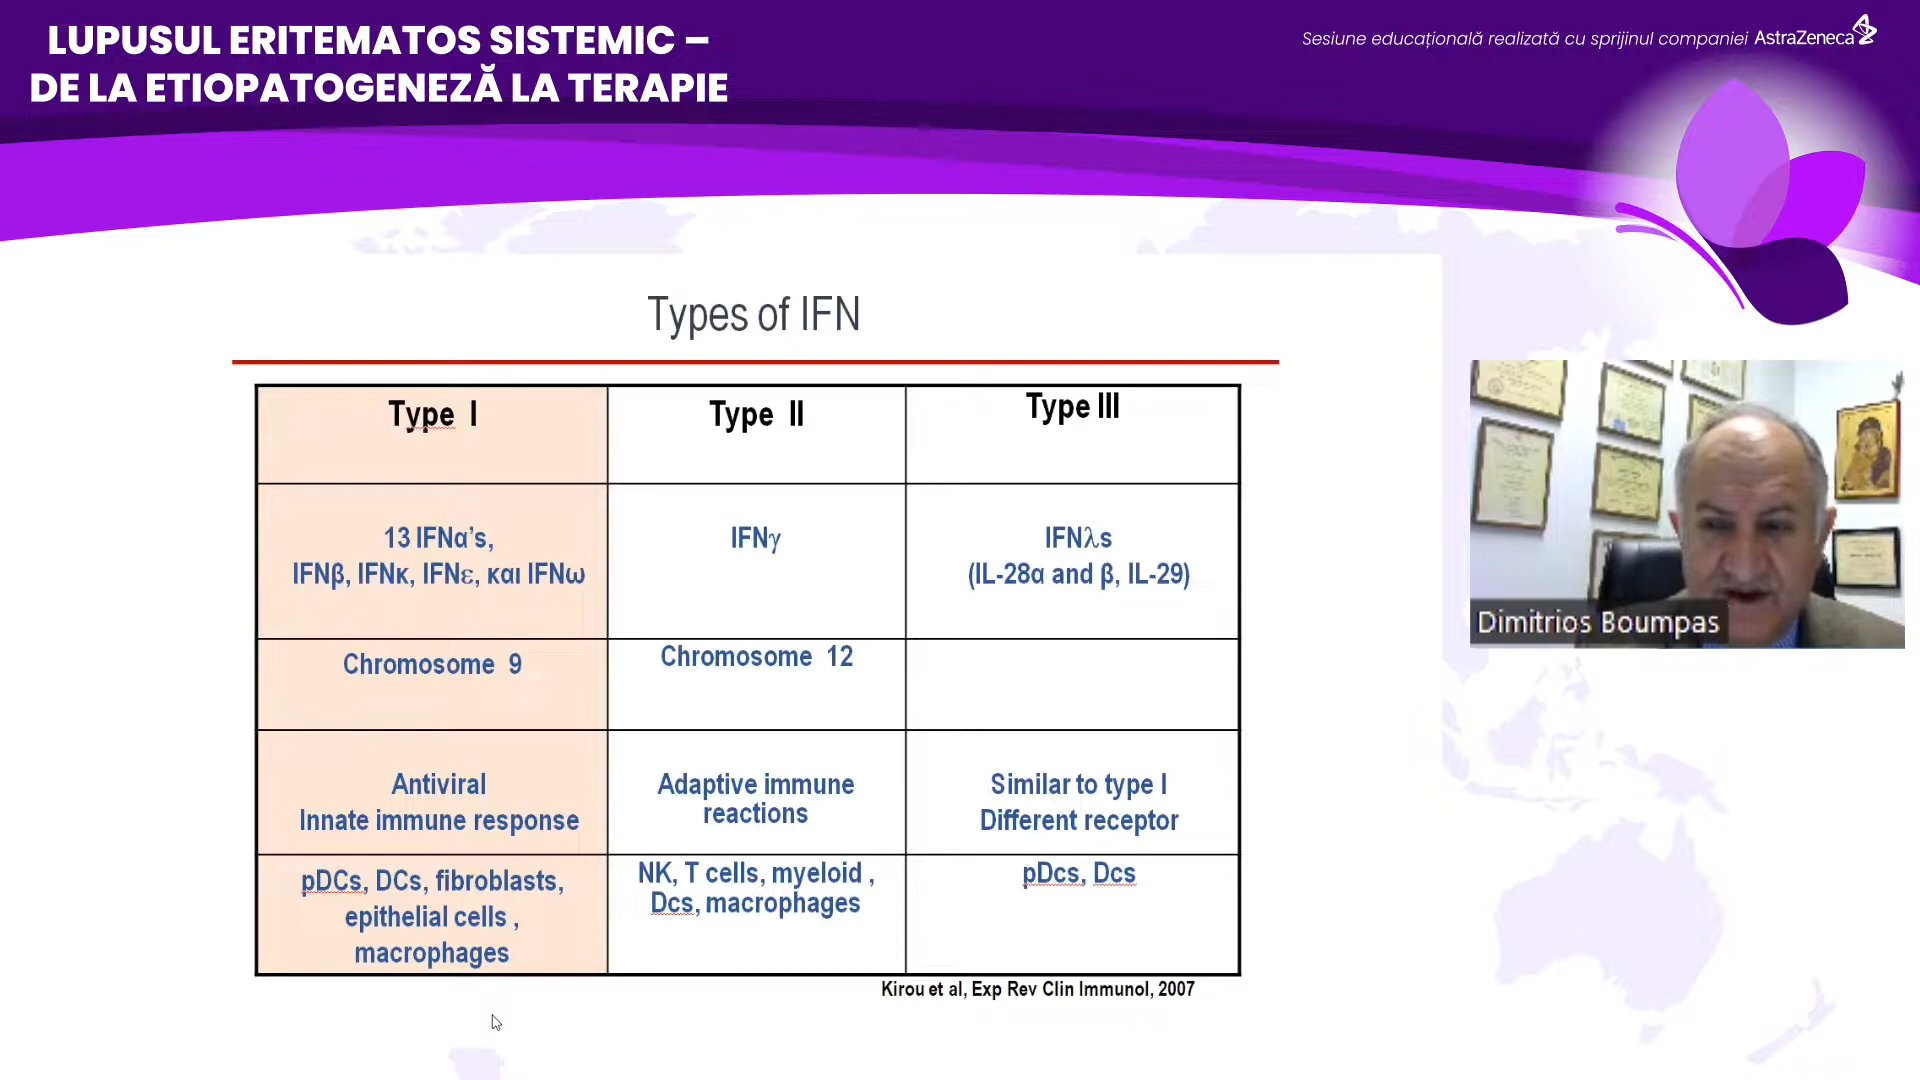 LUPUSUL ERITEMATOS SISTEMIC –
DE LA ETIOPATOGENEZĂ LA TERAPIE
Sesiune educațională realizată cu sprijinul companiei AstraZeneca
Types of IFN
Type I
Type II
Type III
13 IFNα’s,
IFNβ, IFNκ, IFNε, και IFNω
IFNγ
IFNλs
(IL-28α and β, IL-29)
Chromosome 9
Chromosome 12
Antiviral
Innate immune response
Adaptive immune
reactions
Similar to type I
Different receptor
pDCs, DCs, fibroblasts,
epithelial cells ,
macrophages
NK, T cells, myeloid ,
Dcs, macrophages
pDcs, Dcs
Kirou et al, Exp Rev Clin Immunol, 2007
Dimitrios Boumpas